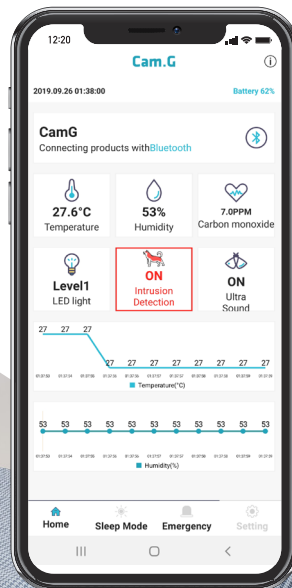 12:20
Cam.G
2019.09.26 01:38:00
Battery 62%
CamG
Connecting products withBluetooth
27.6°C
Temperature
53%
Humidity
7.0PPM
Carbon monoxide
Level1
LED light
ON
Intrusion
Detection
ON
Ultra
Sound
27 27 27
27 27 27 27 27 27 27 27
Temperature(°C)
53 53 53 53 53 53 53 53 53 53 53
Humidity(%)
Home
Sleep Mode
Emergency
Setting